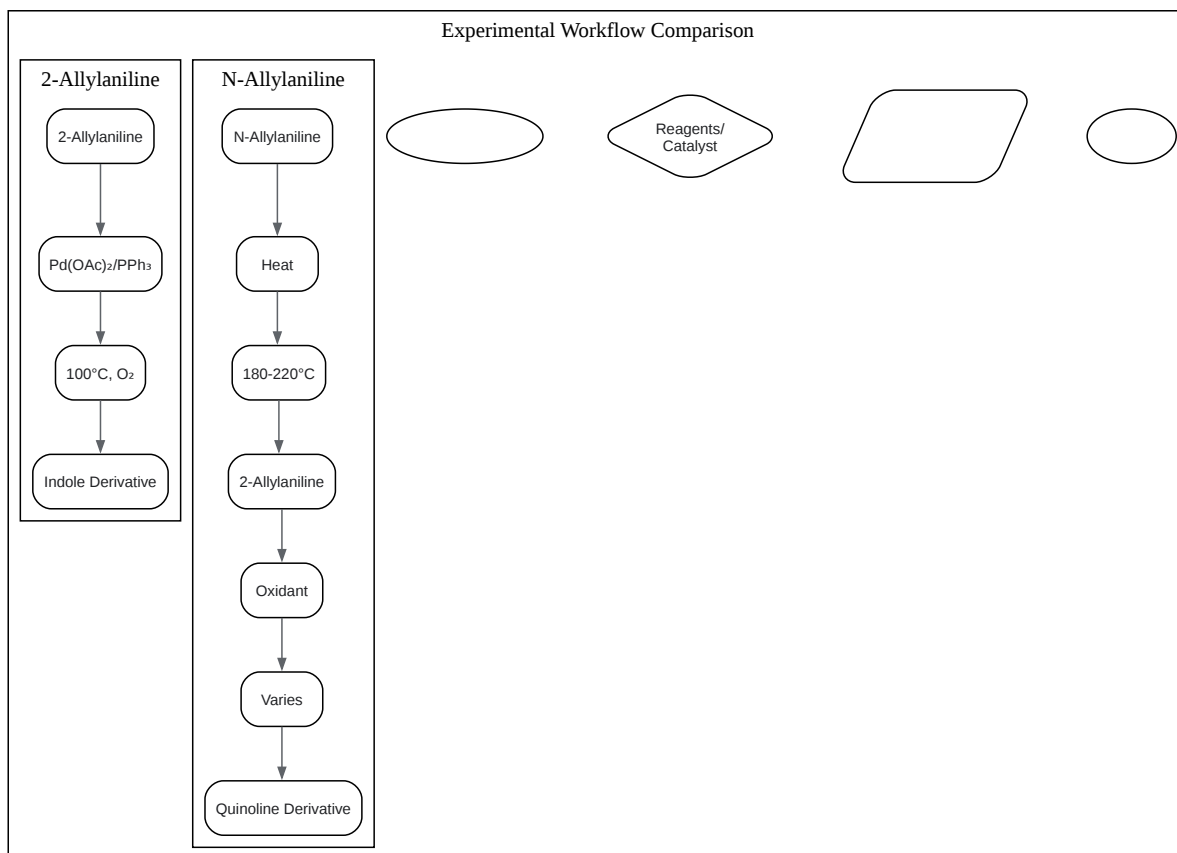 Experimental Workflow Comparison
2-Allylaniline
2-Allylaniline
Pd(OAc)₂/PPh₃
100°C, O₂
Indole Derivative
N-Allylaniline
N-Allylaniline
Heat
180-220°C
2-Allylaniline
Oxidant
Varies
Quinoline Derivative
Reagents/
Catalyst